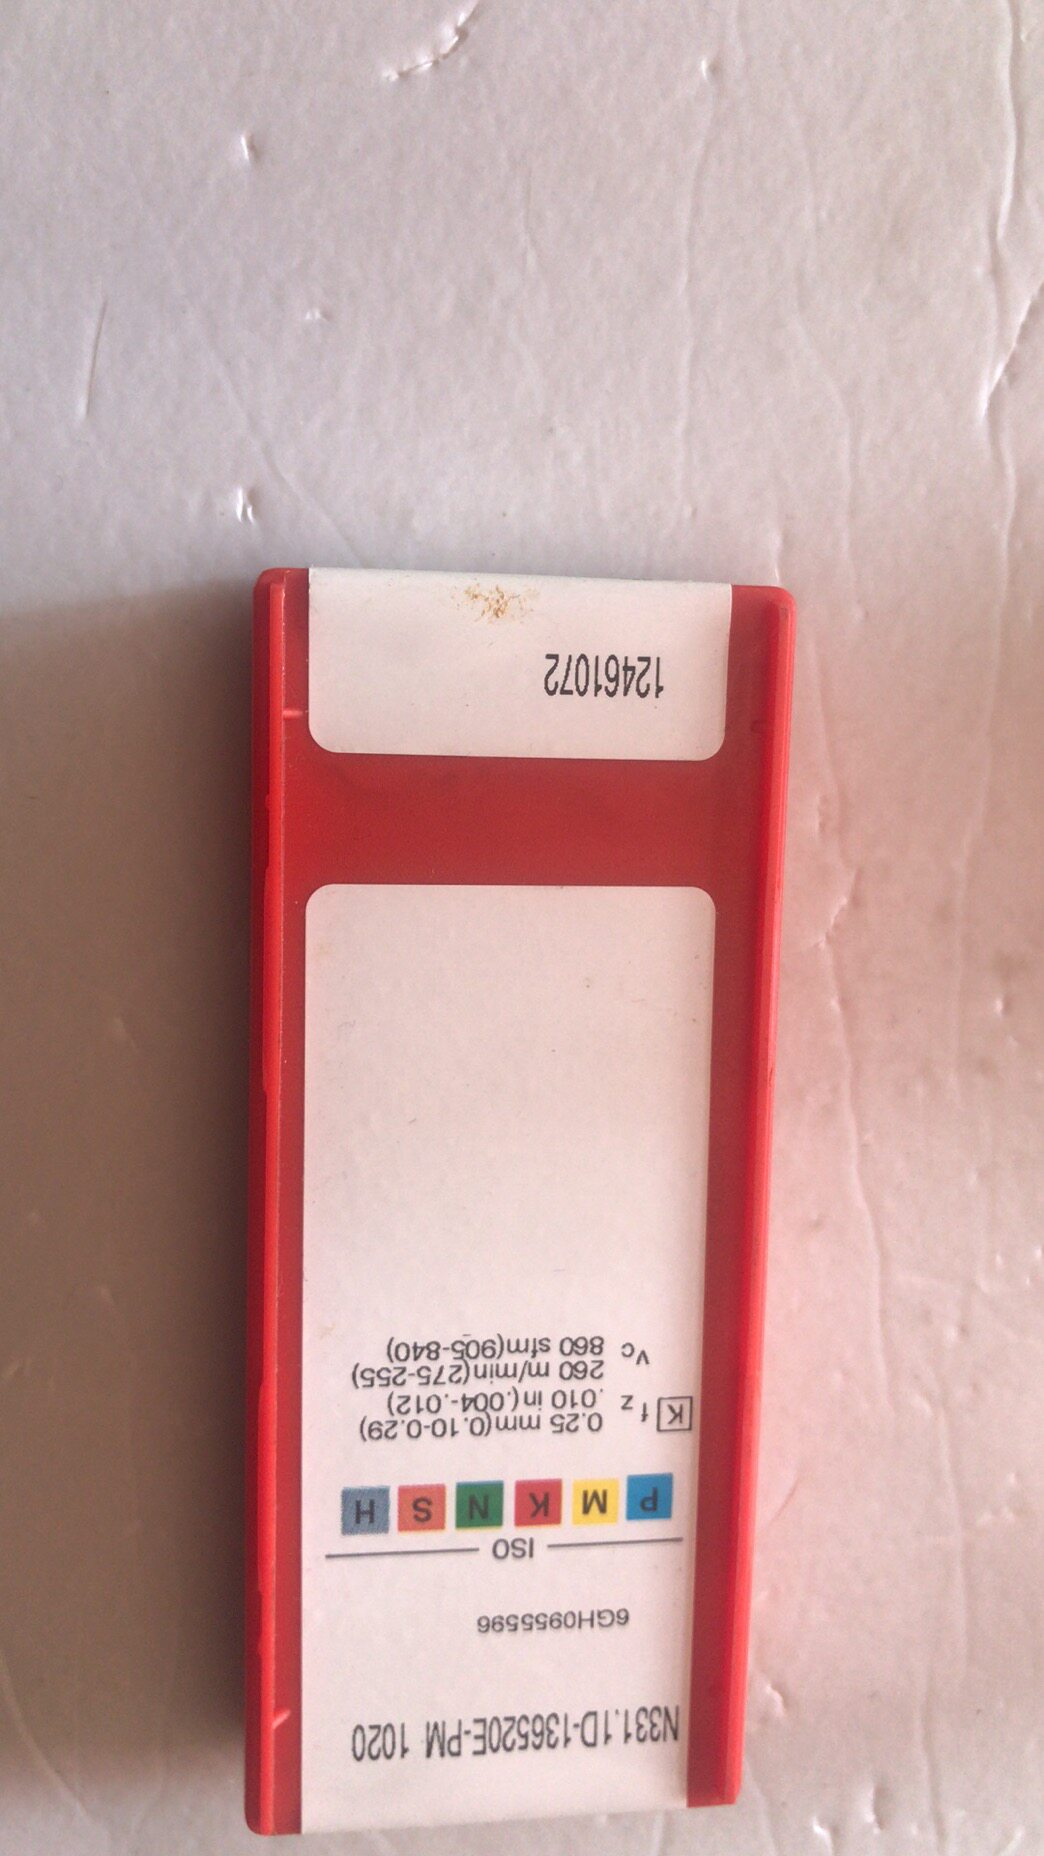 N331.1D-136520E-PM 1020
6GH0955596
ISO
P M K N S H
0.25 mm(0.10-0.29)
K fz .010 in(.004-.012)
260 m/min(275-255)
Vc 860 sfm(905-840)
12461072